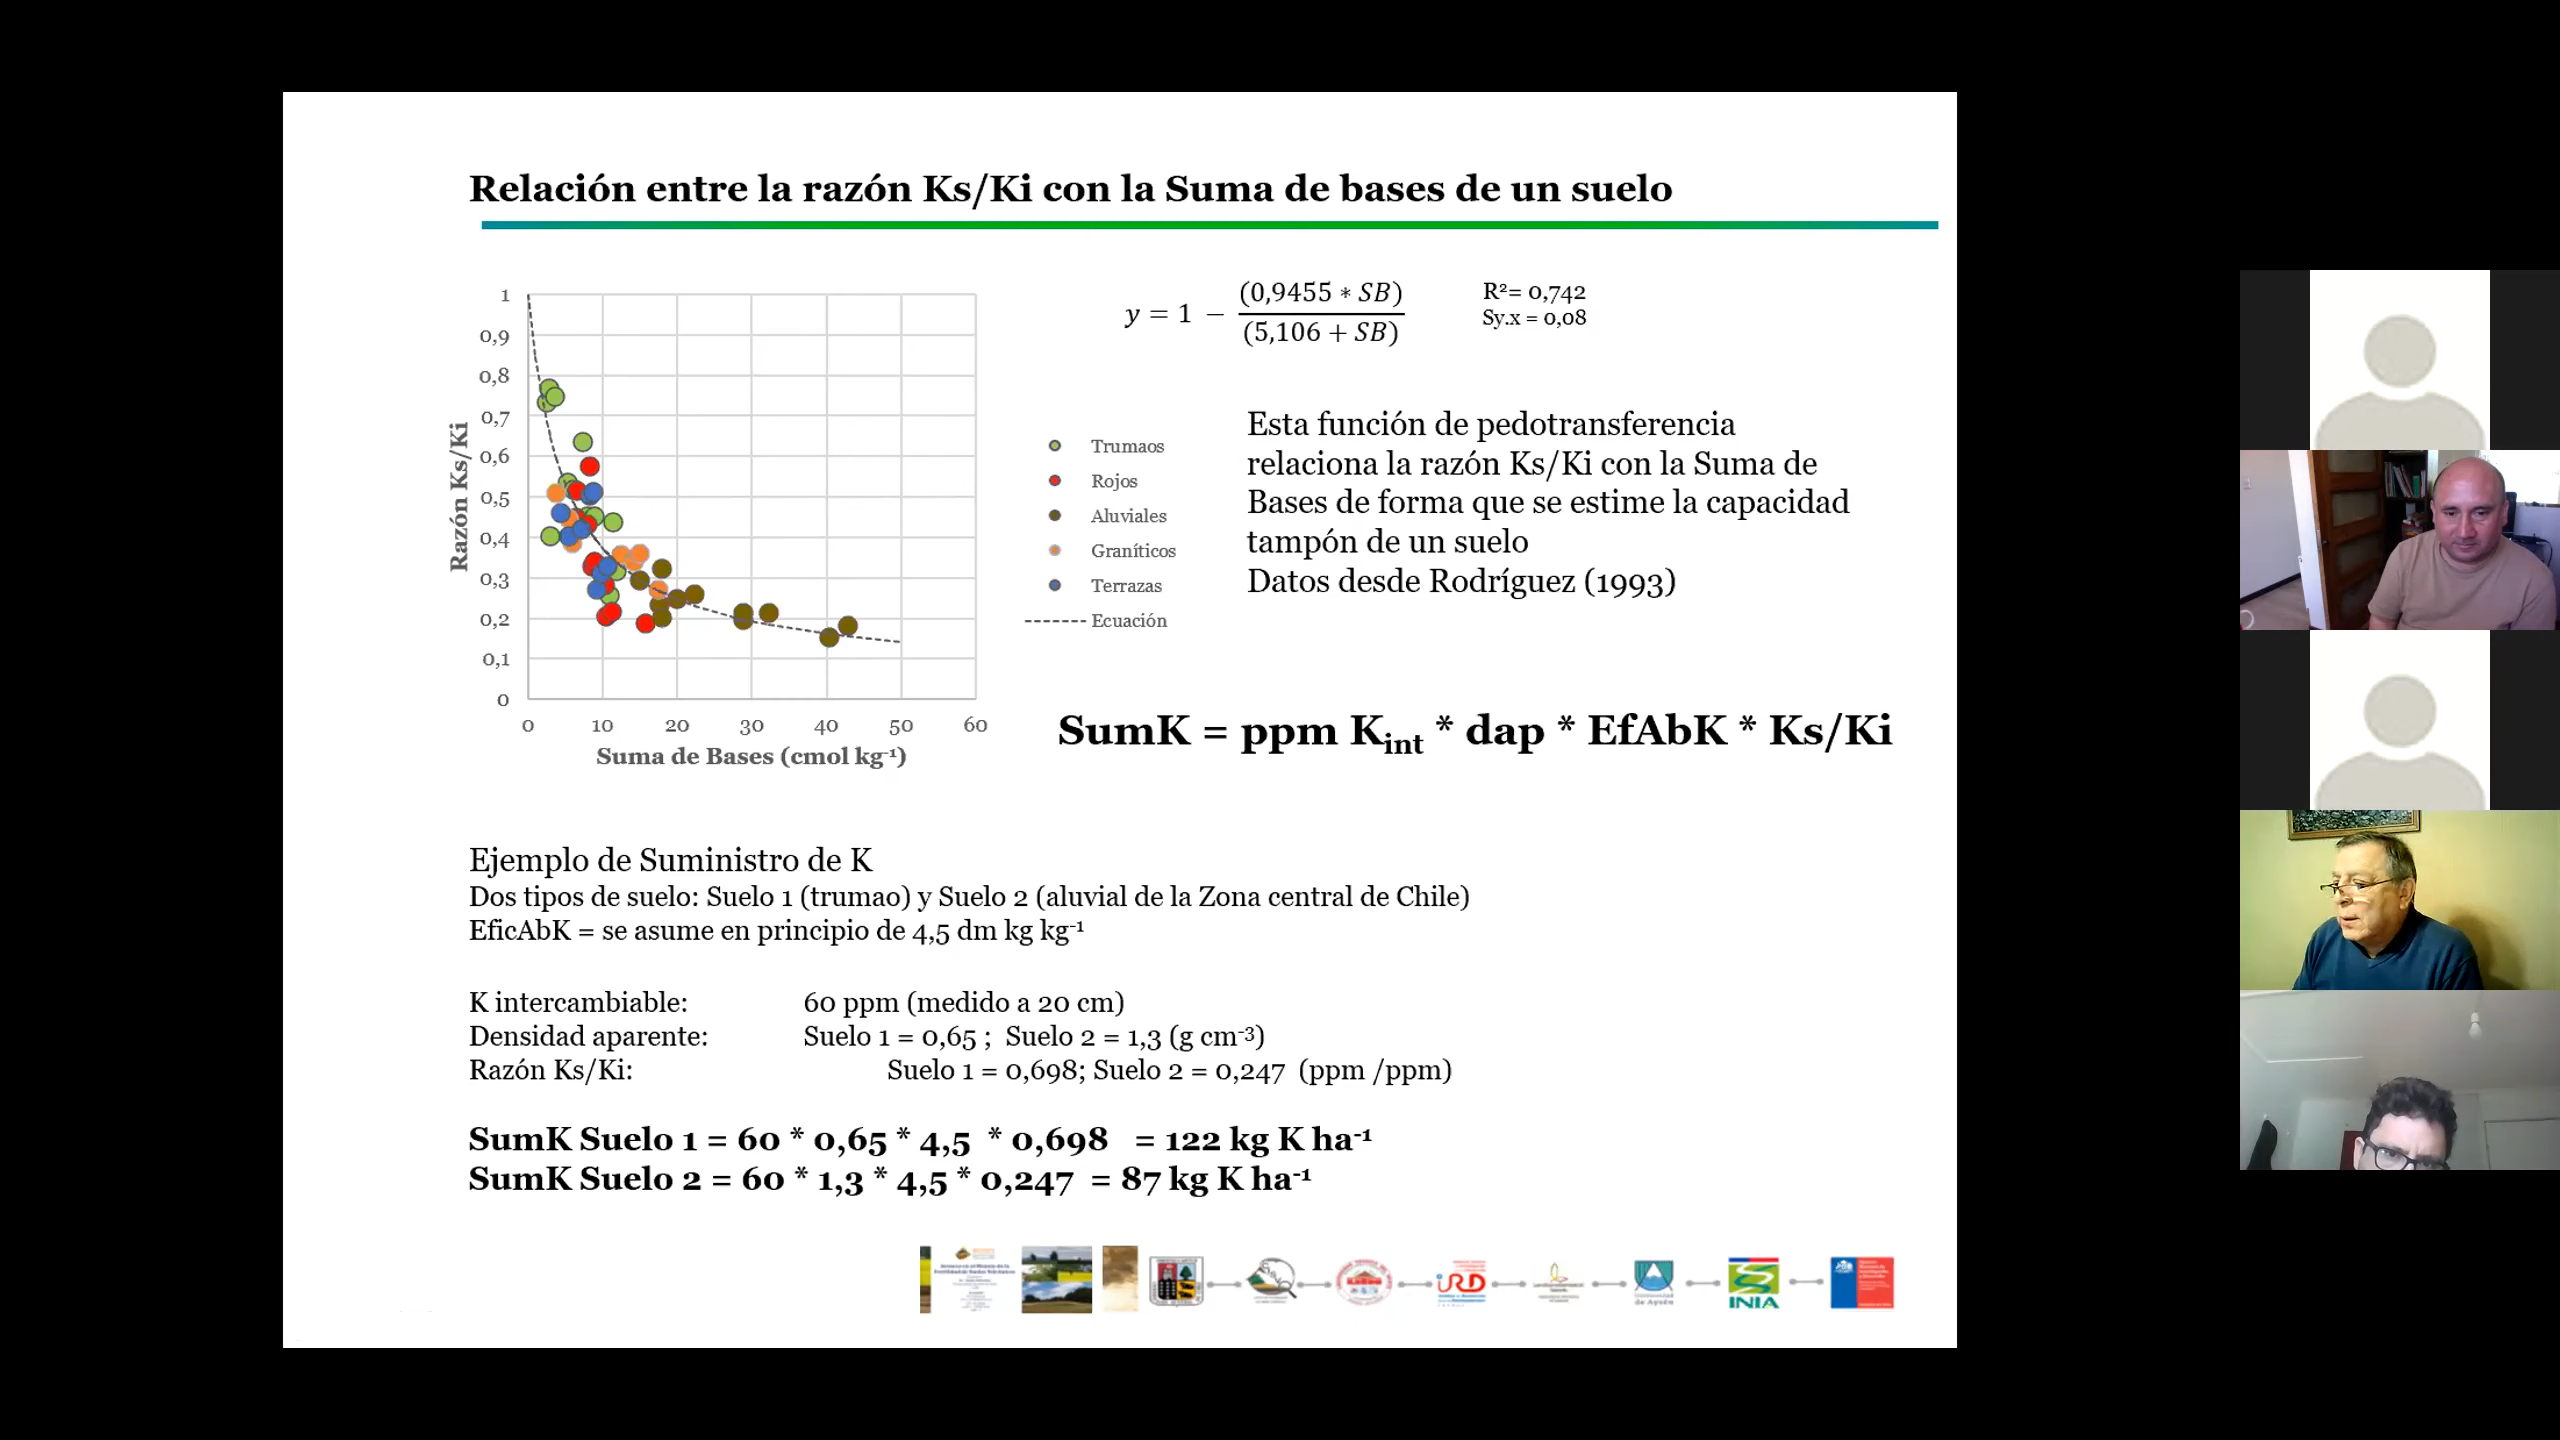 Relación entre la razón Ks/Ki con la Suma de bases de un suelo
y = 1 − (0,9455 ∗ SB) / (5,106 + SB)
R²= 0,742
Sy.x = 0,08
1
0,9
0,8
0,7
0,6
0,5
0,4
0,3
0,2
0,1
0
Razón Ks/Ki
0 10 20 30 40 50 60
Suma de Bases (cmol kg⁻¹)
Trumaos
Rojos
Aluviales
Graníticos
Terrazas
Ecuación
Esta función de pedotransferencia
relaciona la razón Ks/Ki con la Suma de
Bases de forma que se estime la capacidad
tampón de un suelo
Datos desde Rodríguez (1993)
SumK = ppm Kint * dap * EfAbK * Ks/Ki
Ejemplo de Suministro de K
Dos tipos de suelo: Suelo 1 (trumao) y Suelo 2 (aluvial de la Zona central de Chile)
EficAbK = se asume en principio de 4,5 dm kg kg⁻¹
K intercambiable: 60 ppm (medido a 20 cm)
Densidad aparente: Suelo 1 = 0,65 ; Suelo 2 = 1,3 (g cm⁻³)
Razón Ks/Ki: Suelo 1 = 0,698; Suelo 2 = 0,247 (ppm /ppm)
SumK Suelo 1 = 60 * 0,65 * 4,5 * 0,698 = 122 kg K ha⁻¹
SumK Suelo 2 = 60 * 1,3 * 4,5 * 0,247 = 87 kg K ha⁻¹
iRD
INIA